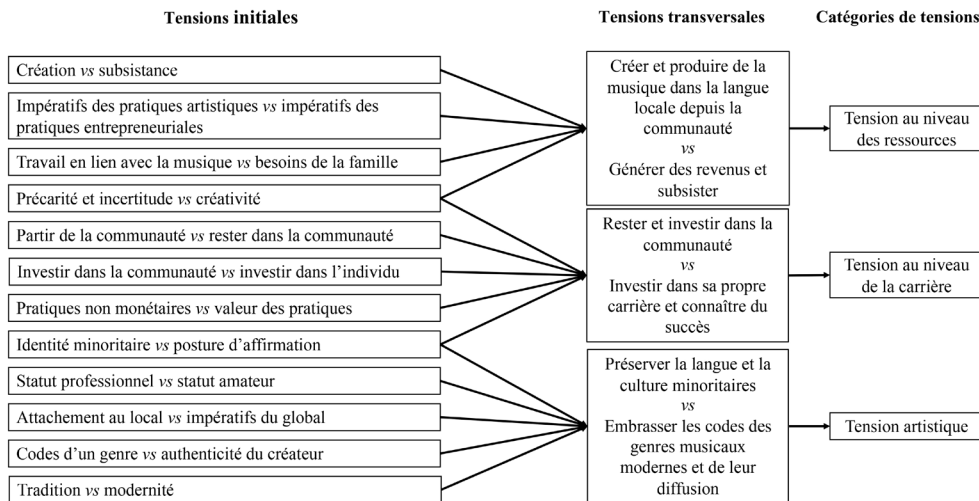 Tensions initiales
Tensions transversales
Catégories de tensions
Création vs subsistance
Impératifs des pratiques artistiques vs impératifs des
pratiques entrepreneuriales
Travail en lien avec la musique vs besoins de la famille
Précarité et incertitude vs créativité
Partir de la communauté vs rester dans la communauté
Investir dans la communauté vs investir dans l’individu
Pratiques non monétaires vs valeur des pratiques
Identité minoritaire vs posture d’affirmation
Statut professionnel vs statut amateur
Attachement au local vs impératifs du global
Codes d’un genre vs authenticité du créateur
Tradition vs modernité
Créer et produire de la
musique dans la langue
locale depuis la
communauté
vs
Générer des revenus et
subsister
Rester et investir dans la
communauté
vs
Investir dans sa propre
carrière et connaître du
succès
Préserver la langue et la
culture minoritaires
vs
Embrasser les codes des
genres musicaux
modernes et de leur
diffusion
Tension au niveau
des ressources
Tension au niveau
de la carrière
Tension artistique